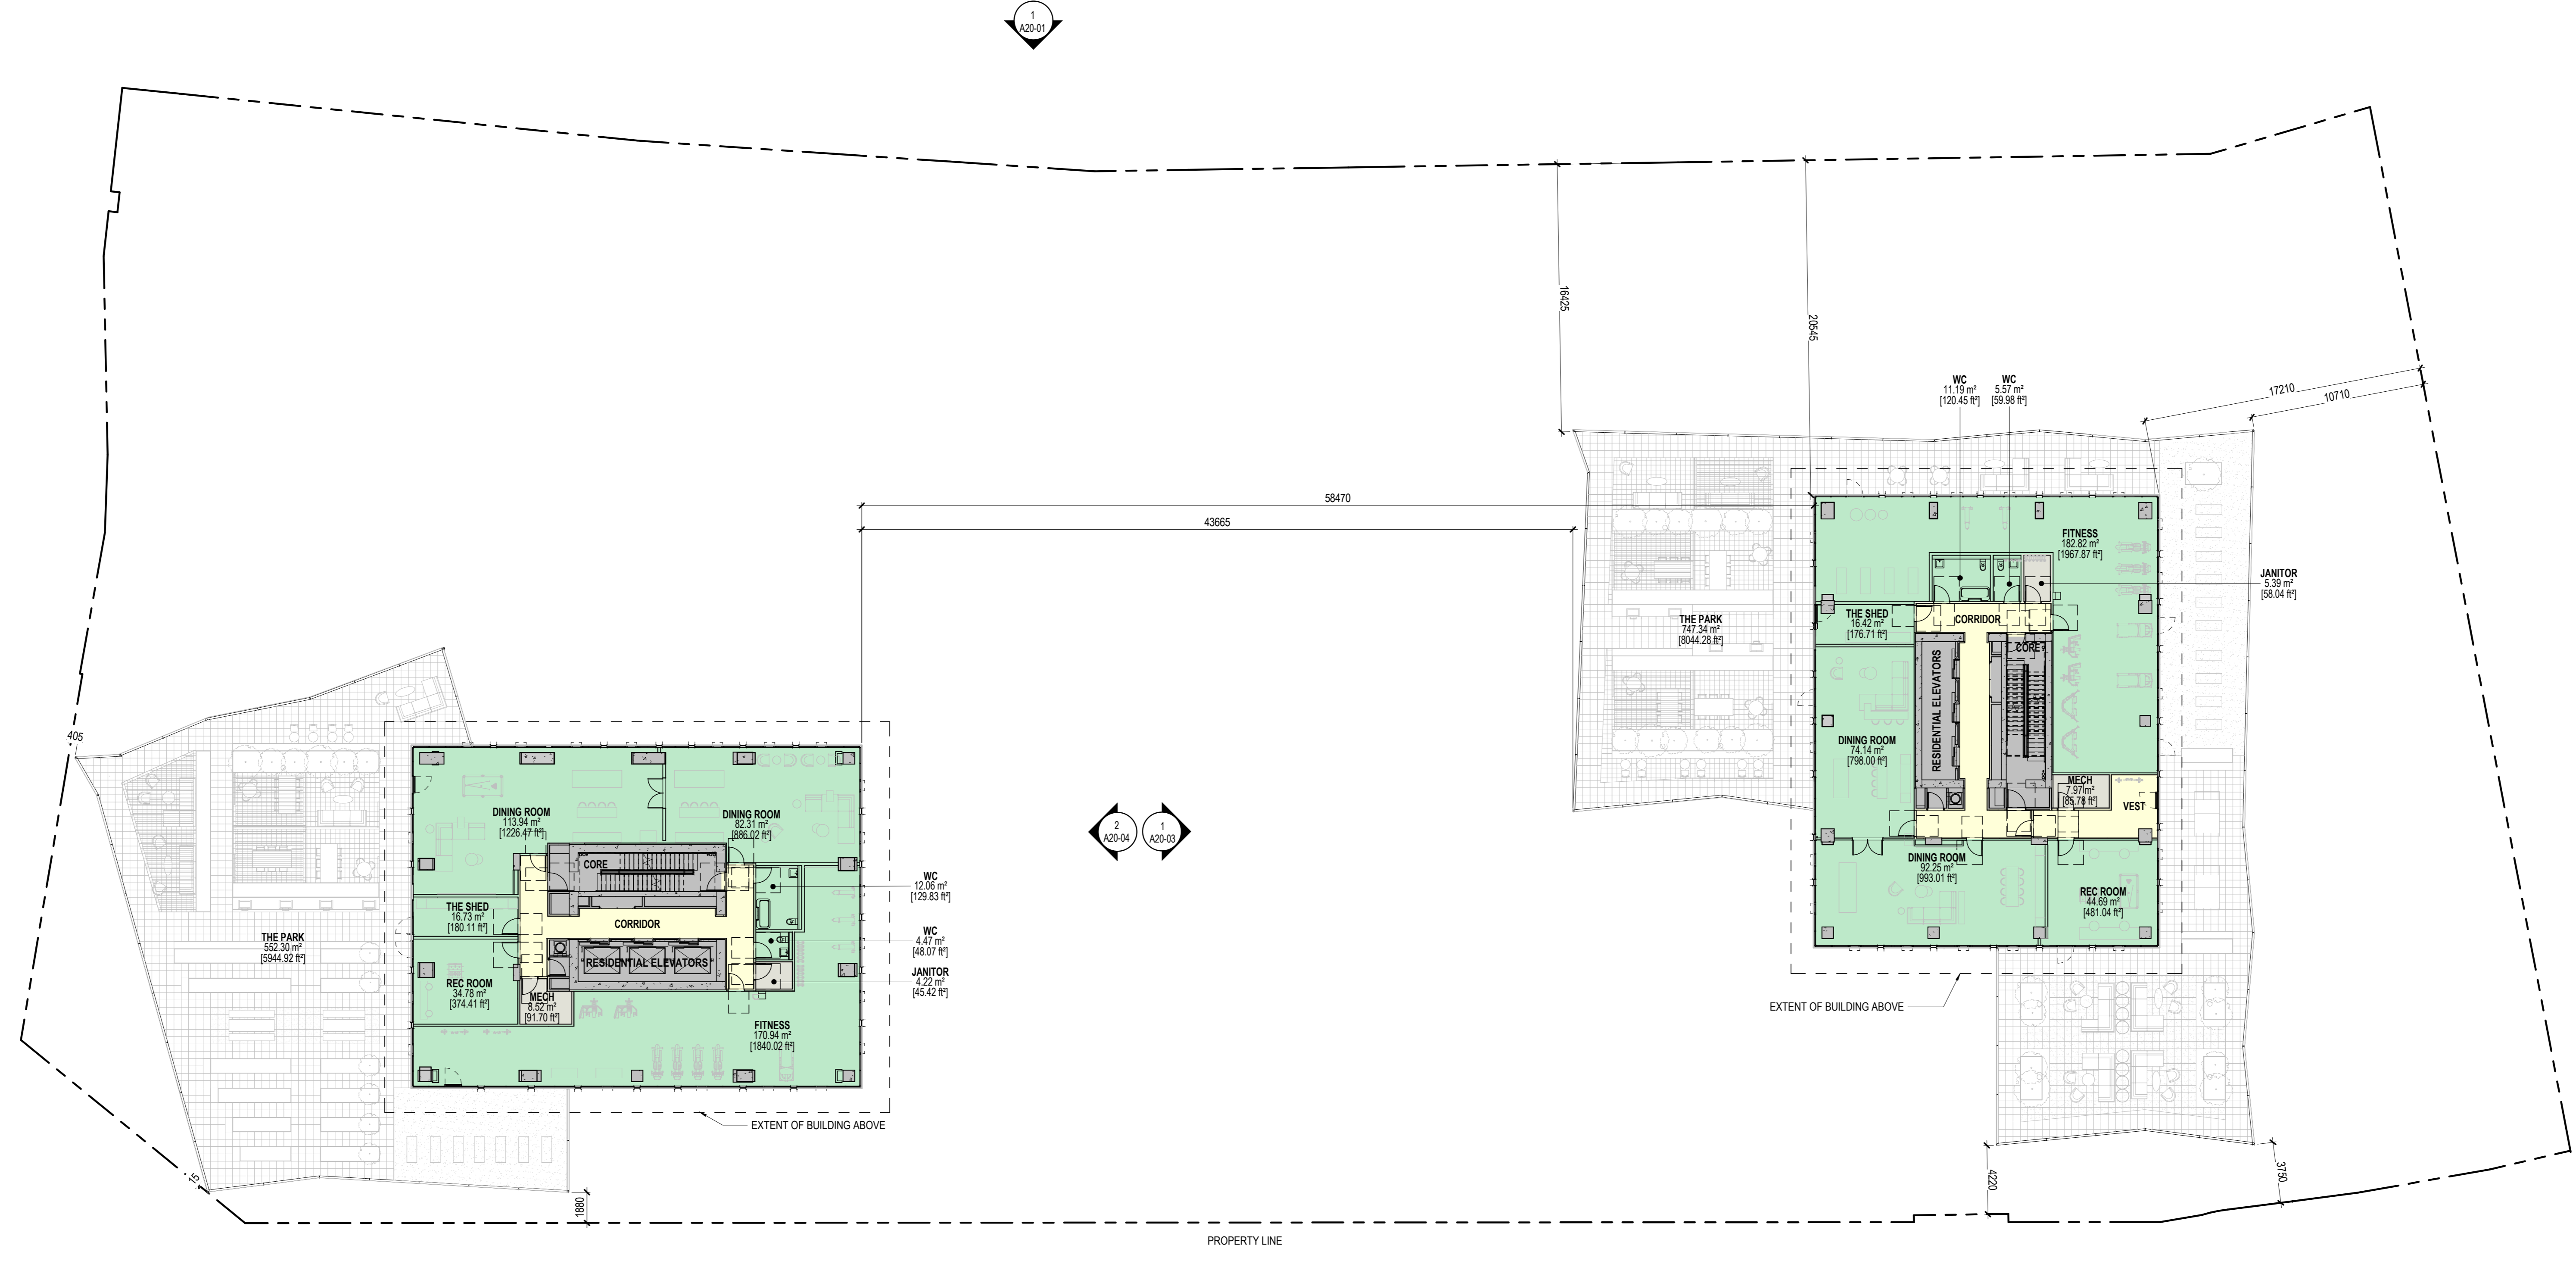 1
A20-01
16425
20545
17210
10710
WC
11.19 m²
[120.45 ft²]
WC
5.57 m²
[59.98 ft²]
58470
43665
FITNESS
182.82 m²
[1967.87 ft²]
JANITOR
5.39 m²
[58.04 ft²]
THE PARK
747.34 m²
[8044.28 ft²]
THE SHED
16.42 m²
[176.71 ft²]
CORRIDOR
CORE
RESIDENTIAL ELEVATORS
DINING ROOM
74.14 m²
[798.00 ft²]
MECH
7.97 m²
[85.78 ft²]
VEST
DINING ROOM
92.25 m²
[993.01 ft²]
REC ROOM
44.69 m²
[481.04 ft²]
EXTENT OF BUILDING ABOVE
4220
3750
405
DINING ROOM
113.94 m²
[1226.47 ft²]
DINING ROOM
82.31 m²
[886.02 ft²]
2
A20-04
1
A20-03
CORE
WC
12.06 m²
[129.83 ft²]
THE SHED
16.73 m²
[180.11 ft²]
CORRIDOR
WC
4.47 m²
[48.07 ft²]
THE PARK
552.30 m²
[5944.92 ft²]
RESIDENTIAL ELEVATORS
JANITOR
4.22 m²
[45.42 ft²]
REC ROOM
34.78 m²
[374.41 ft²]
MECH
8.52 m²
[91.70 ft²]
FITNESS
170.94 m²
[1840.02 ft²]
EXTENT OF BUILDING ABOVE
15
1880
PROPERTY LINE